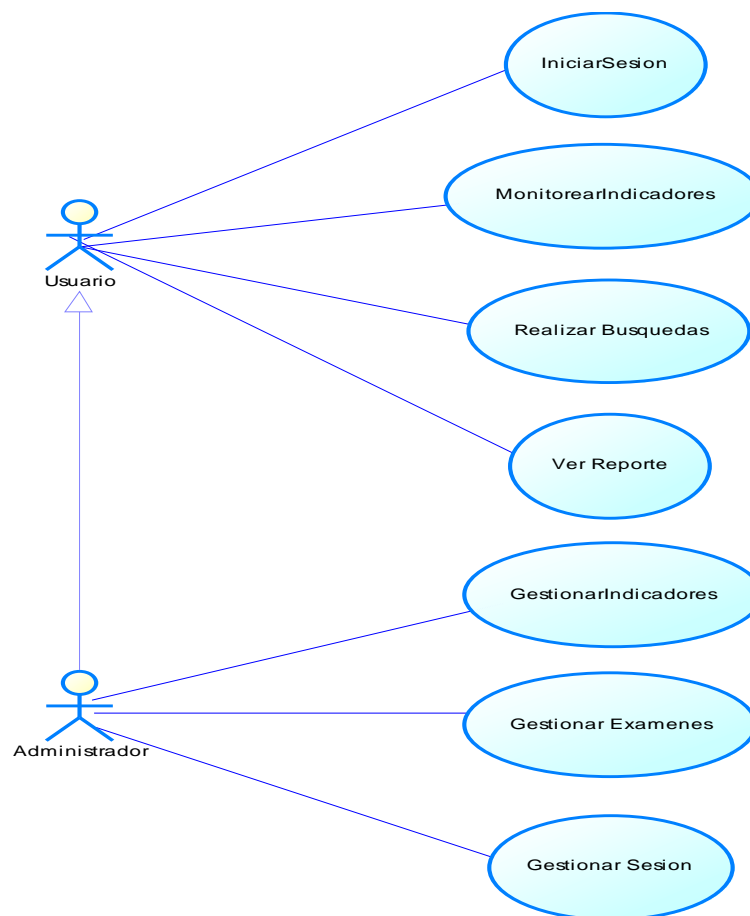 IniciarSesion
MonitorearIndicadores
Usuario
Realizar Busquedas
Ver Reporte
GestionarIndicadores
Administrador
Gestionar Examenes
Gestionar Sesion